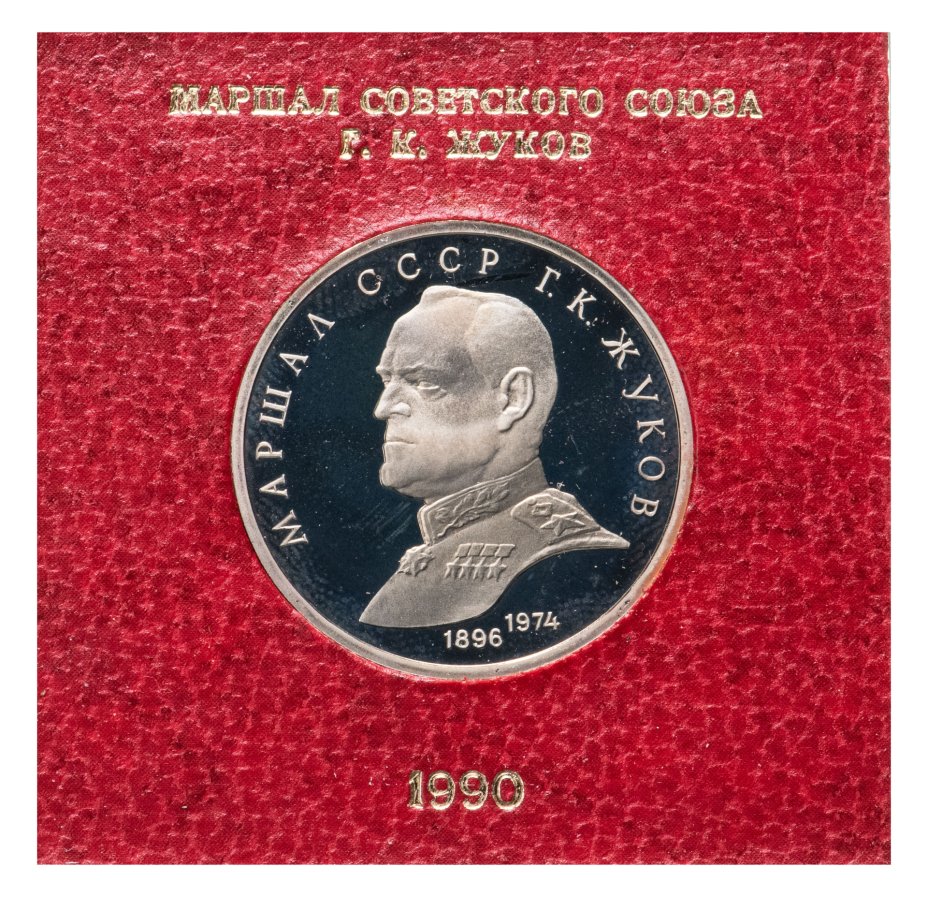 МАРШАЛ СОВЕТСКОГО СОЮЗА
Г. К. ЖУКОВ
МАРШАЛ СССР Г. К. ЖУКОВ
1896 1974
1990